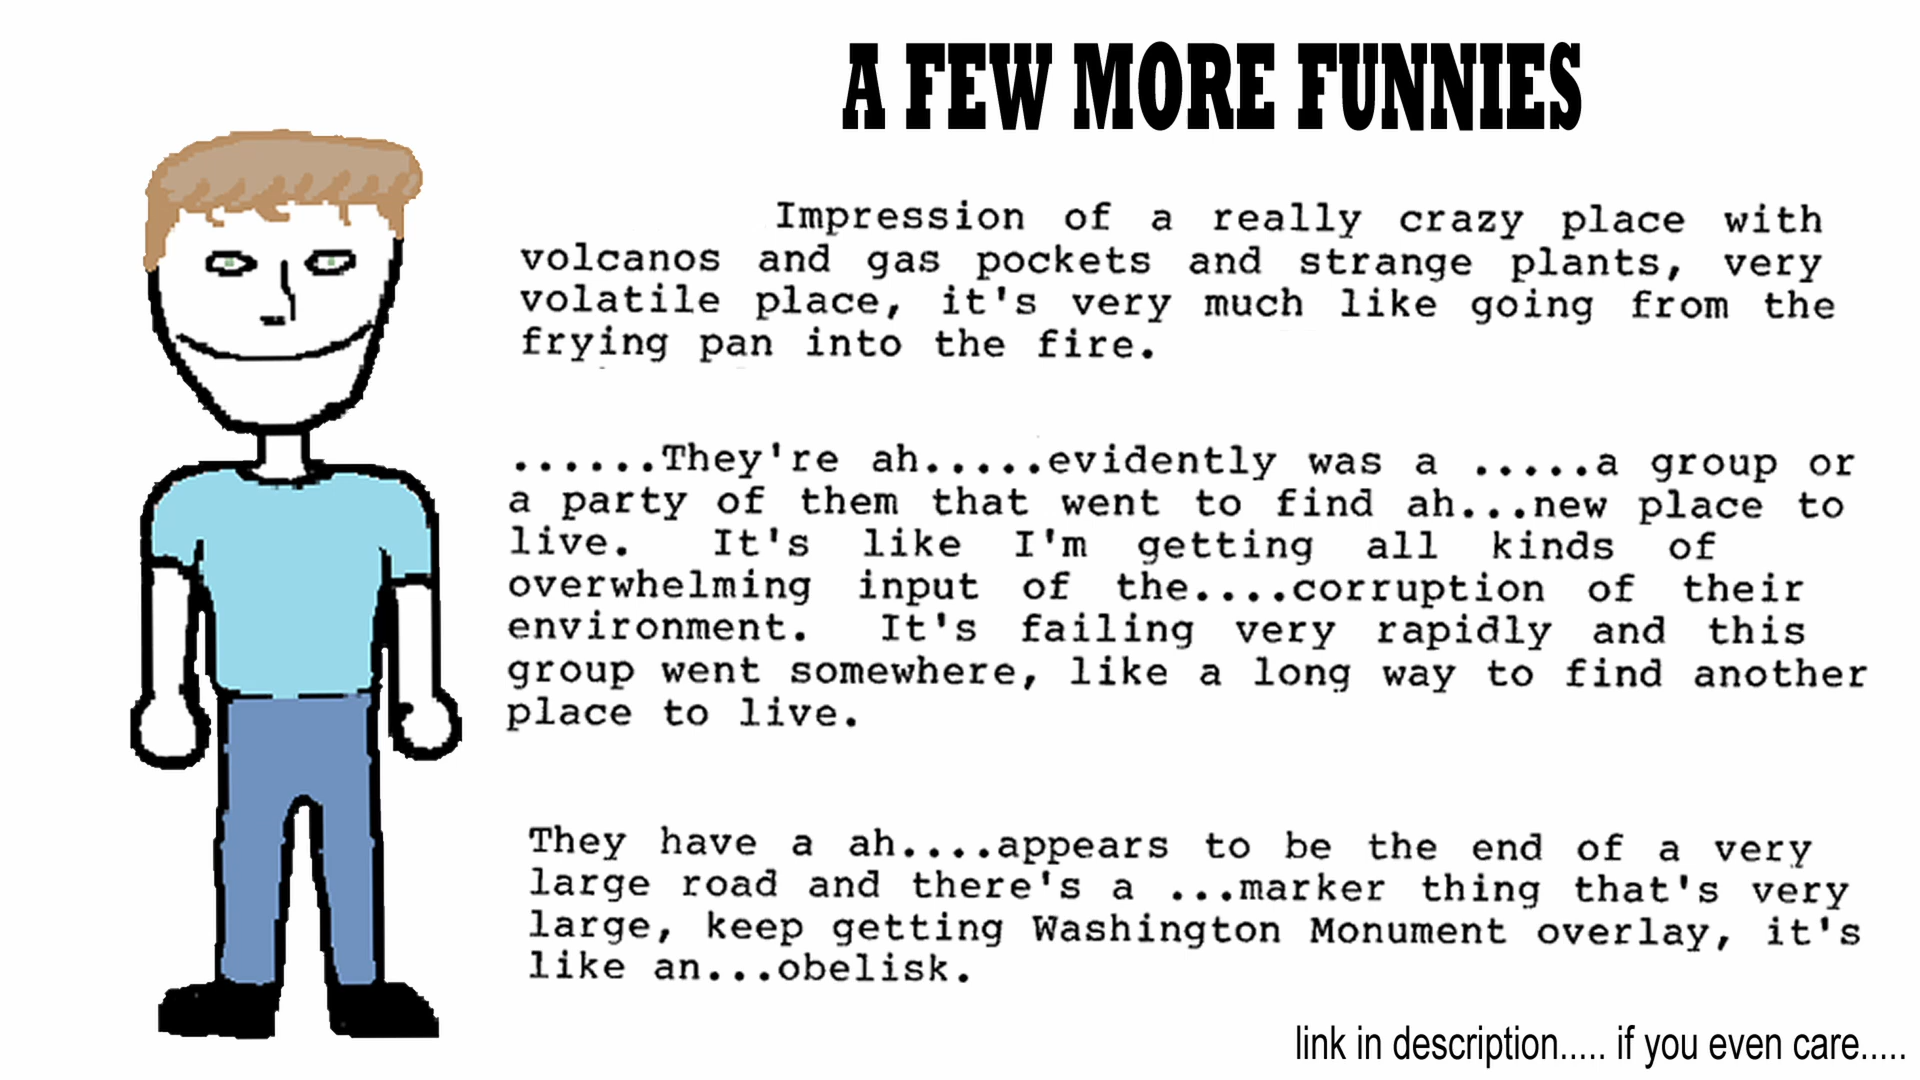 A FEW MORE FUNNIES
Impression of a really crazy place with
volcanos and gas pockets and strange plants, very
volatile place, it's very much like going from the
frying pan into the fire.
......They're ah.....evidently was a .....a group or
a party of them that went to find ah...new place to
live. It's like I'm getting all kinds of
overwhelming input of the....corruption of their
environment. It's failing very rapidly and this
group went somewhere, like a long way to find another
place to live.
They have a ah....appears to be the end of a very
large road and there's a ...marker thing that's very
large, keep getting Washington Monument overlay, it's
like an...obelisk.
link in description..... if you even care.....